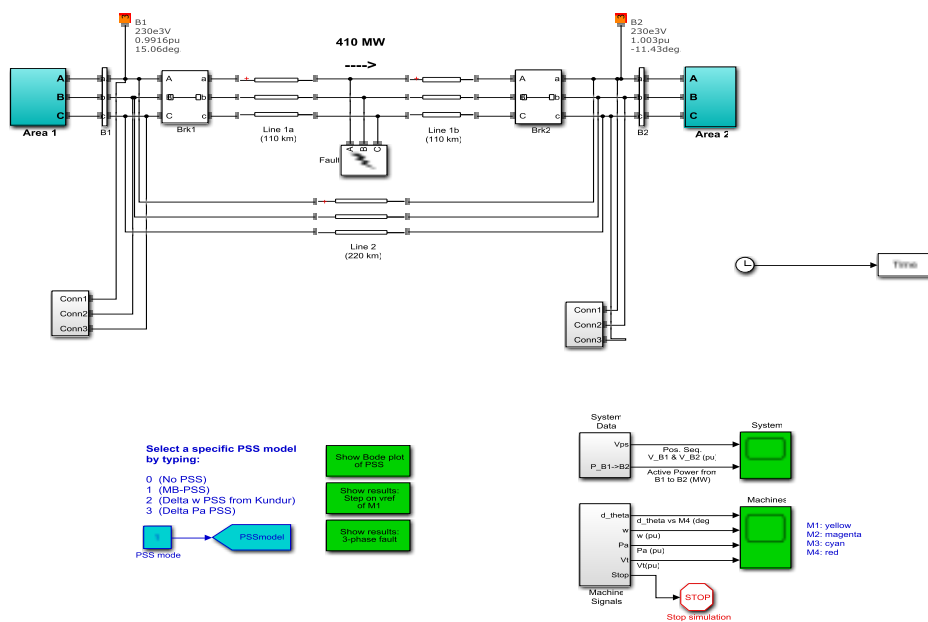 B1
230e3V
0.9916pu
15.06deg.
B2
230e3V
1.003pu
-11.43deg.
410 MW
---->
A
B
C
Area 1
a
b
c
B1
A
B
C
a
b
c
Brk1
Line 1a
(110 km)
Fault
A
B
C
Line 1b
(110 km)
A
B
C
a
b
c
Brk2
a
b
c
B2
A
B
C
Area 2
Line 2
(220 km)
Time
Conn1
Conn2
Conn3
Conn1
Conn2
Conn3
Select a specific PSS model
by typing:
0 (No PSS)
1 (MB-PSS)
2 (Delta w PSS from Kundur)
3 (Delta Pa PSS)
1
PSS mode
PSSmodel
Show Bode plot
of PSS
Show results:
Step on vref
of M1
Show results:
3-phase fault
System
Data
Vps
P_B1->B2
Pos. Seq.
V_B1 & V_B2 (pu)
Active Power from
B1 to B2 (MW)
System
d_theta
w
Pa
Vt
Stop
Machine
Signals
d_theta vs M4 (deg
w (pu)
Pa (pu)
Vt(pu)
Machines
M1: yellow
M2: magenta
M3: cyan
M4: red
STOP
Stop simulation